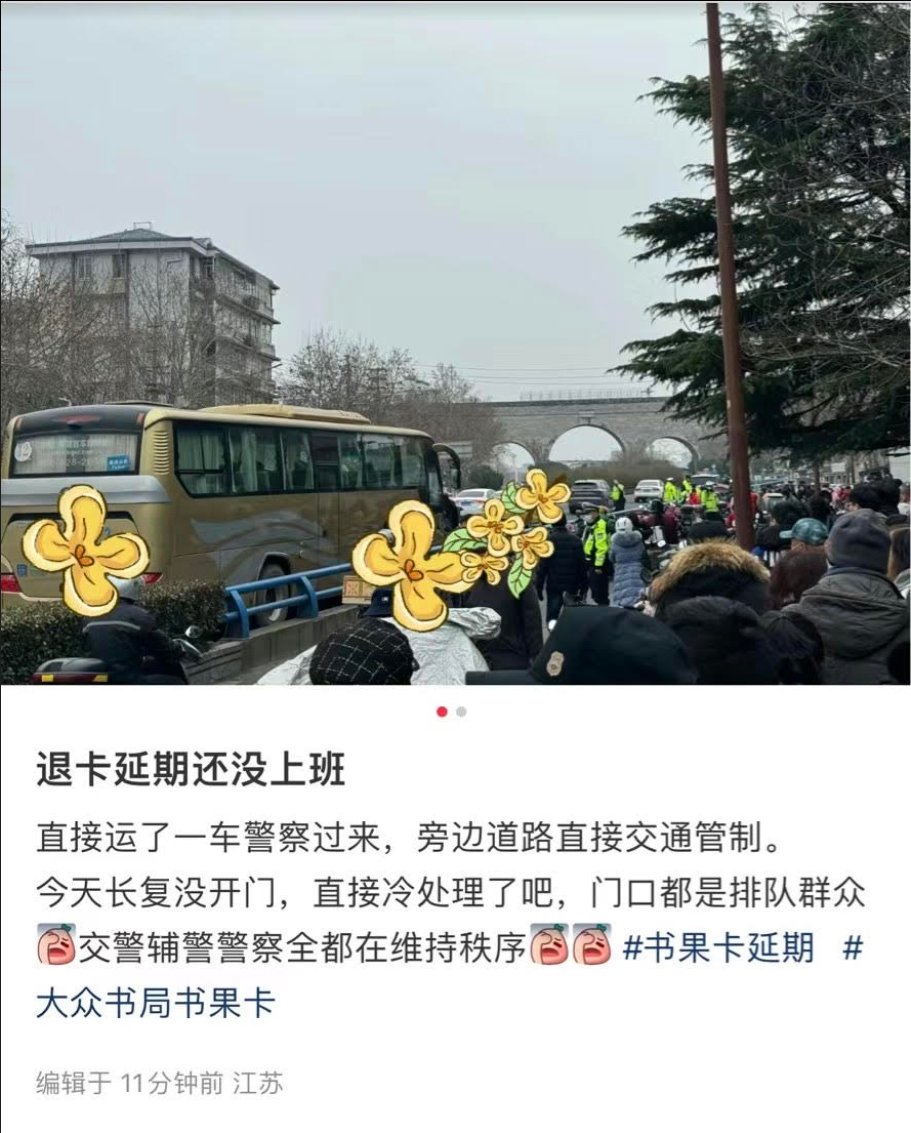 退卡延期还没上班
直接运了一车警察过来，旁边道路直接交通管制。
今天长复没开门，直接冷处理了吧，门口都是排队群众
交警辅警警察全都在维持秩序 #书果卡延期 #
大众书局书果卡
编辑于 11分钟前 江苏